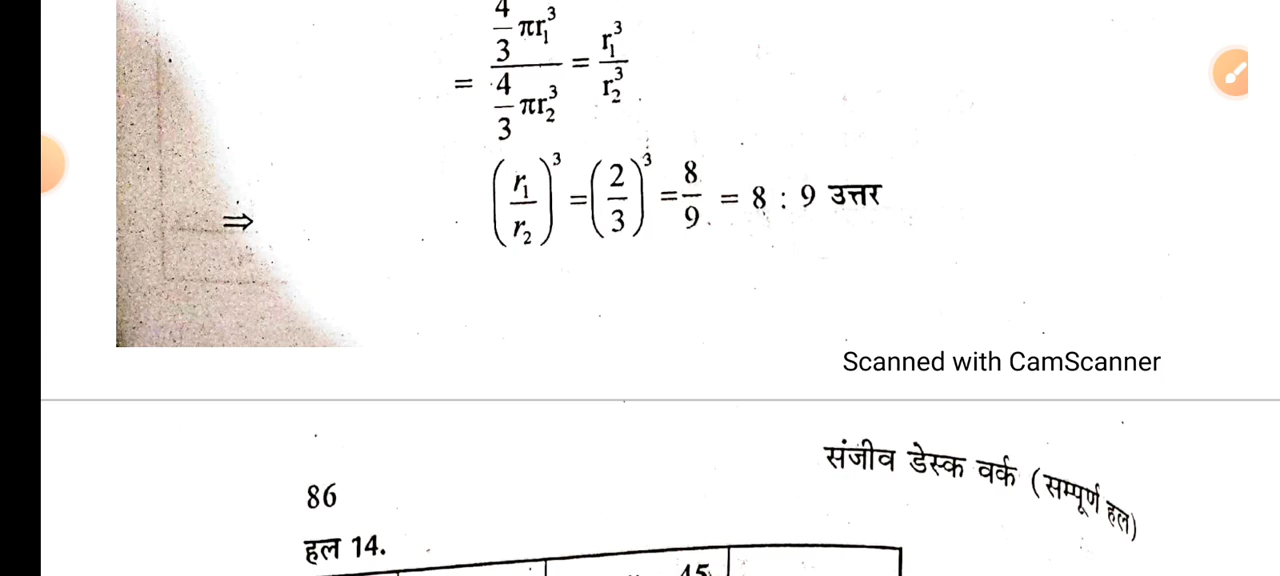 = 4/3 πr₁³ / 4/3 πr₂³ = r₁³/r₂³
⇒ (r₁/r₂)³ = (2/3)³ = 8/9 = 8 : 9 उत्तर
Scanned with CamScanner
संजीव डेस्क वर्क (सम्पूर्ण हल)
86
हल 14.
45